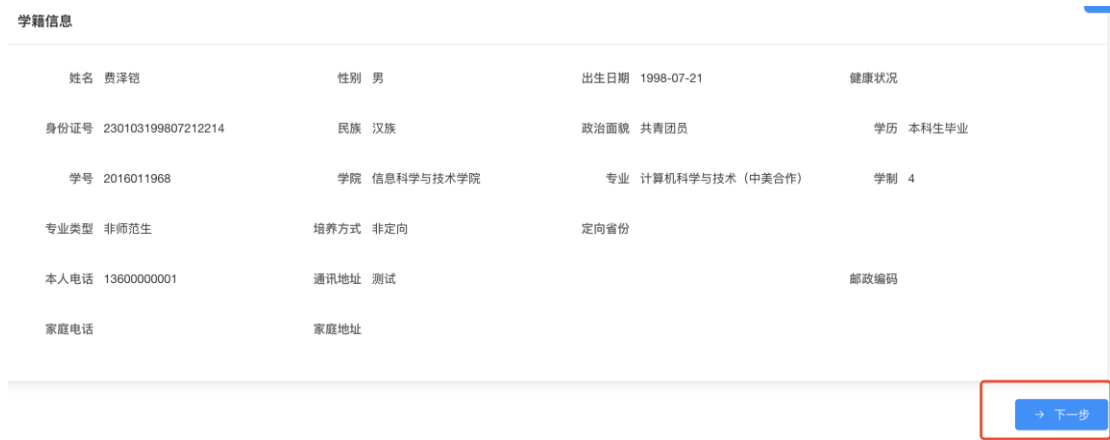 学籍信息
姓名 费泽铠 性别 男 出生日期 1998-07-21 健康状况
身份证号 230103199807212214 民族 汉族 政治面貌 共青团员 学历 本科生毕业
学号 2016011968 学院 信息科学与技术学院 专业 计算机科学与技术（中美合作） 学制 4
专业类型 非师范生 培养方式 非定向 定向省份
本人电话 13600000001 通讯地址 测试 邮政编码
家庭电话 家庭地址
→ 下一步